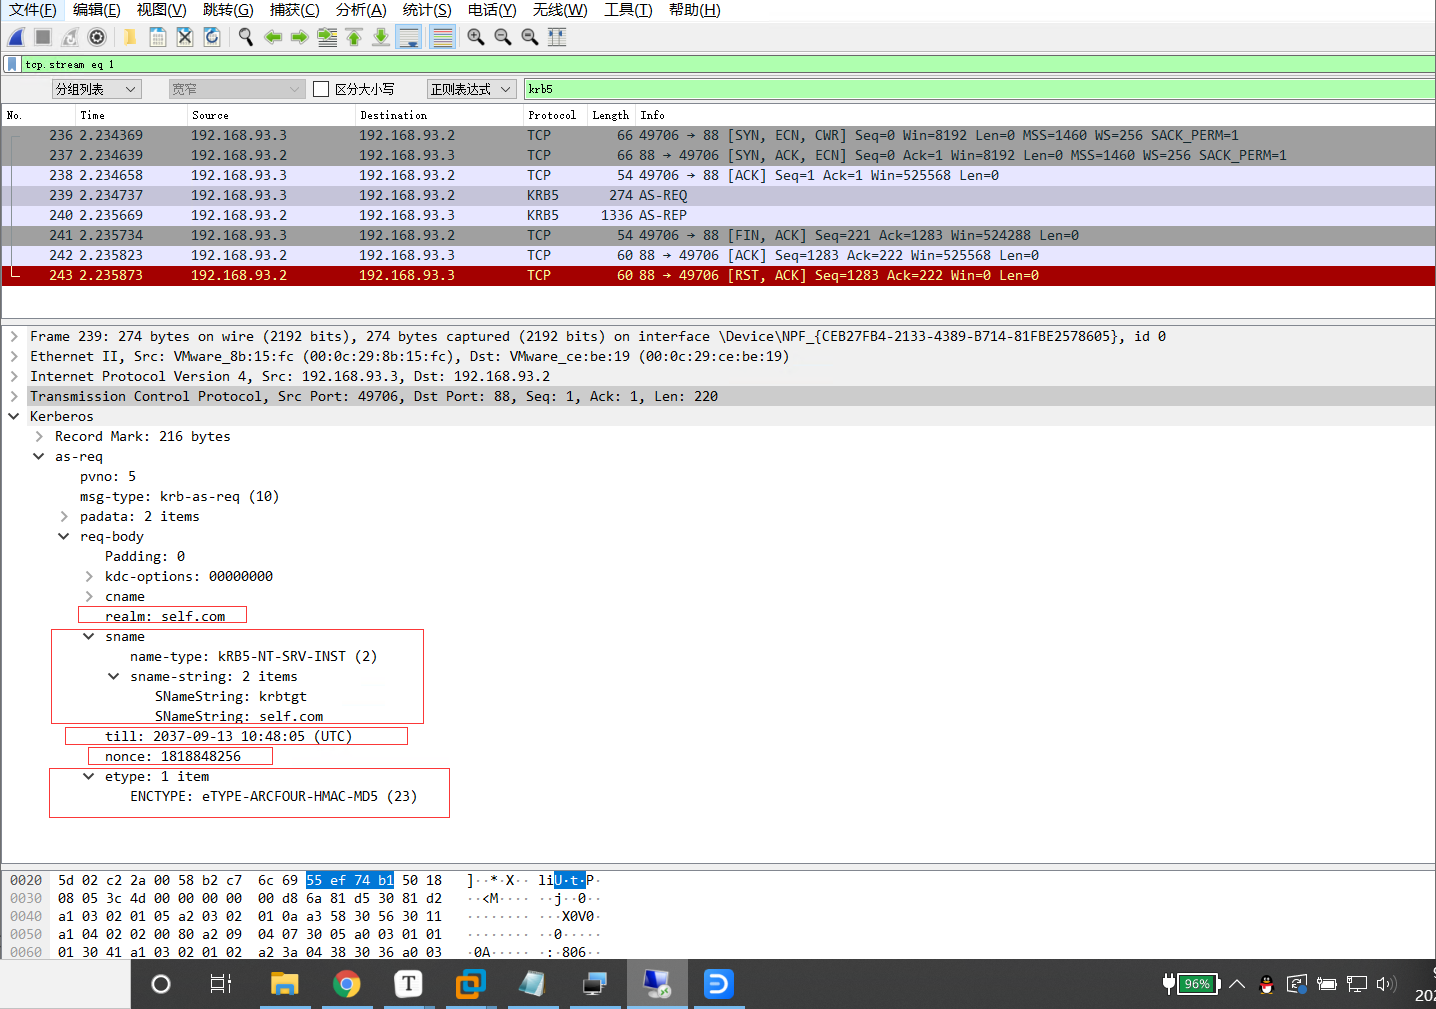 文件(F) 编辑(E) 视图(V) 跳转(G) 捕获(C) 分析(A) 统计(S) 电话(Y) 无线(W) 工具(T) 帮助(H)
tcp.stream eq 1
分组列表 宽窄 区分大小写 正则表达式 krb5
No. Time Source Destination Protocol Length Info
236 2.234369 192.168.93.3 192.168.93.2 TCP 66 49706 → 88 [SYN, ECN, CWR] Seq=0 Win=8192 Len=0 MSS=1460 WS=256 SACK_PERM=1
237 2.234639 192.168.93.2 192.168.93.3 TCP 66 88 → 49706 [SYN, ACK, ECN] Seq=0 Ack=1 Win=8192 Len=0 MSS=1460 WS=256 SACK_PERM=1
238 2.234658 192.168.93.3 192.168.93.2 TCP 54 49706 → 88 [ACK] Seq=1 Ack=1 Win=525568 Len=0
239 2.234737 192.168.93.3 192.168.93.2 KRB5 274 AS-REQ
240 2.235669 192.168.93.2 192.168.93.3 KRB5 1336 AS-REP
241 2.235734 192.168.93.3 192.168.93.2 TCP 54 49706 → 88 [FIN, ACK] Seq=221 Ack=1283 Win=524288 Len=0
242 2.235823 192.168.93.2 192.168.93.3 TCP 60 88 → 49706 [ACK] Seq=1283 Ack=222 Win=525568 Len=0
243 2.235873 192.168.93.2 192.168.93.3 TCP 60 88 → 49706 [RST, ACK] Seq=1283 Ack=222 Win=0 Len=0
Frame 239: 274 bytes on wire (2192 bits), 274 bytes captured (2192 bits) on interface \Device\NPF_{CEB27FB4-2133-4389-B714-81FBE2578605}, id 0
Ethernet II, Src: VMware_8b:15:fc (00:0c:29:8b:15:fc), Dst: VMware_ce:be:19 (00:0c:29:ce:be:19)
Internet Protocol Version 4, Src: 192.168.93.3, Dst: 192.168.93.2
Transmission Control Protocol, Src Port: 49706, Dst Port: 88, Seq: 1, Ack: 1, Len: 220
Kerberos
Record Mark: 216 bytes
as-req
pvno: 5
msg-type: krb-as-req (10)
padata: 2 items
req-body
Padding: 0
kdc-options: 00000000
cname
realm: self.com
sname
name-type: kRB5-NT-SRV-INST (2)
sname-string: 2 items
SNameString: krbtgt
SNameString: self.com
till: 2037-09-13 10:48:05 (UTC)
nonce: 1818848256
etype: 1 item
ENCTYPE: eTYPE-ARCFOUR-HMAC-MD5 (23)
0020 5d 02 c2 2a 00 58 b2 c7 6c 69 55 ef 74 b1 50 18 ]··*·X·· liU·t·P·
0030 08 05 3c 4d 00 00 00 00 00 d8 6a 81 d5 30 81 d2 ··<M···· ··j··0··
0040 a1 03 02 01 05 a2 03 02 01 0a a3 58 30 56 30 11 ········ ···X0V0·
0050 a1 04 02 02 00 80 a2 09 04 07 30 05 a0 03 01 01 ········ ··0·····
0060 01 30 41 a1 03 02 01 02 a2 3a 04 38 30 36 a0 03 ·0A····· ·:·806··
96%